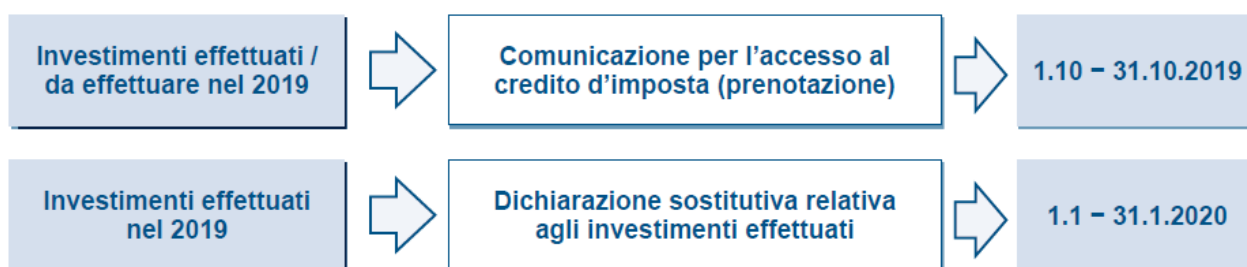 Investimenti effettuati /
da effettuare nel 2019
Comunicazione per l’accesso al
credito d’imposta (prenotazione)
1.10 – 31.10.2019
Investimenti effettuati
nel 2019
Dichiarazione sostitutiva relativa
agli investimenti effettuati
1.1 – 31.1.2020